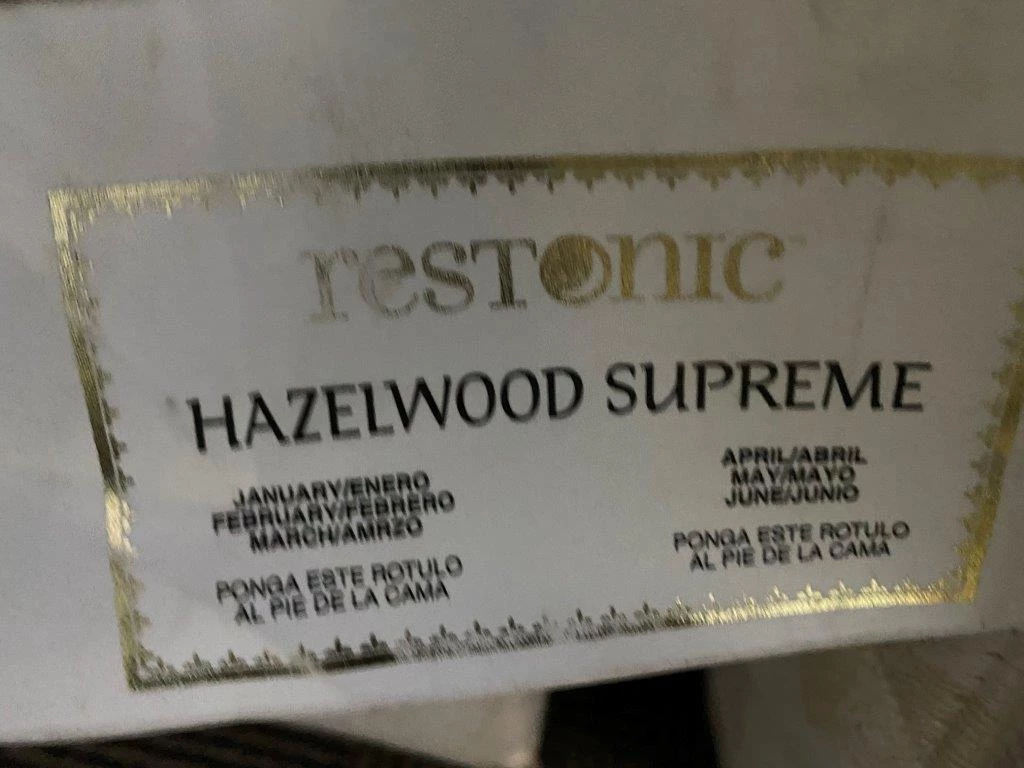 restonic
HAZELWOOD SUPREME
JANUARY/ENERO
FEBRUARY/FEBRERO
MARCH/AMRZO
PONGA ESTE ROTULO
AL PIE DE LA CAMA
APRIL/ABRIL
MAY/MAYO
JUNE/JUNIO
PONGA ESTE ROTULO
AL PIE DE LA CAMA